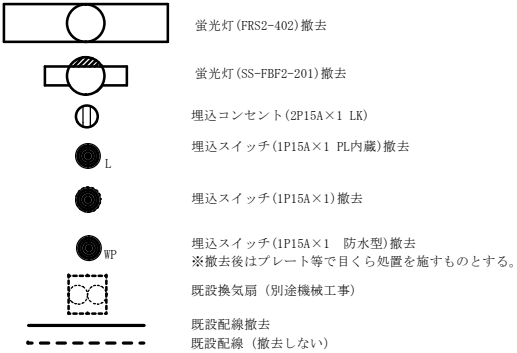 蛍光灯(FRS2-402)撤去
蛍光灯(SS-FBF2-201)撤去
埋込コンセント(2P15A×1 LK)
埋込スイッチ(1P15A×1 PL内蔵)撤去
L
埋込スイッチ(1P15A×1)撤去
埋込スイッチ(1P15A×1　防水型)撤去
WP
※撤去後はプレート等で目くら処置を施すものとする。
既設換気扇（別途機械工事）
既設配線撤去
既設配線（撤去しない）